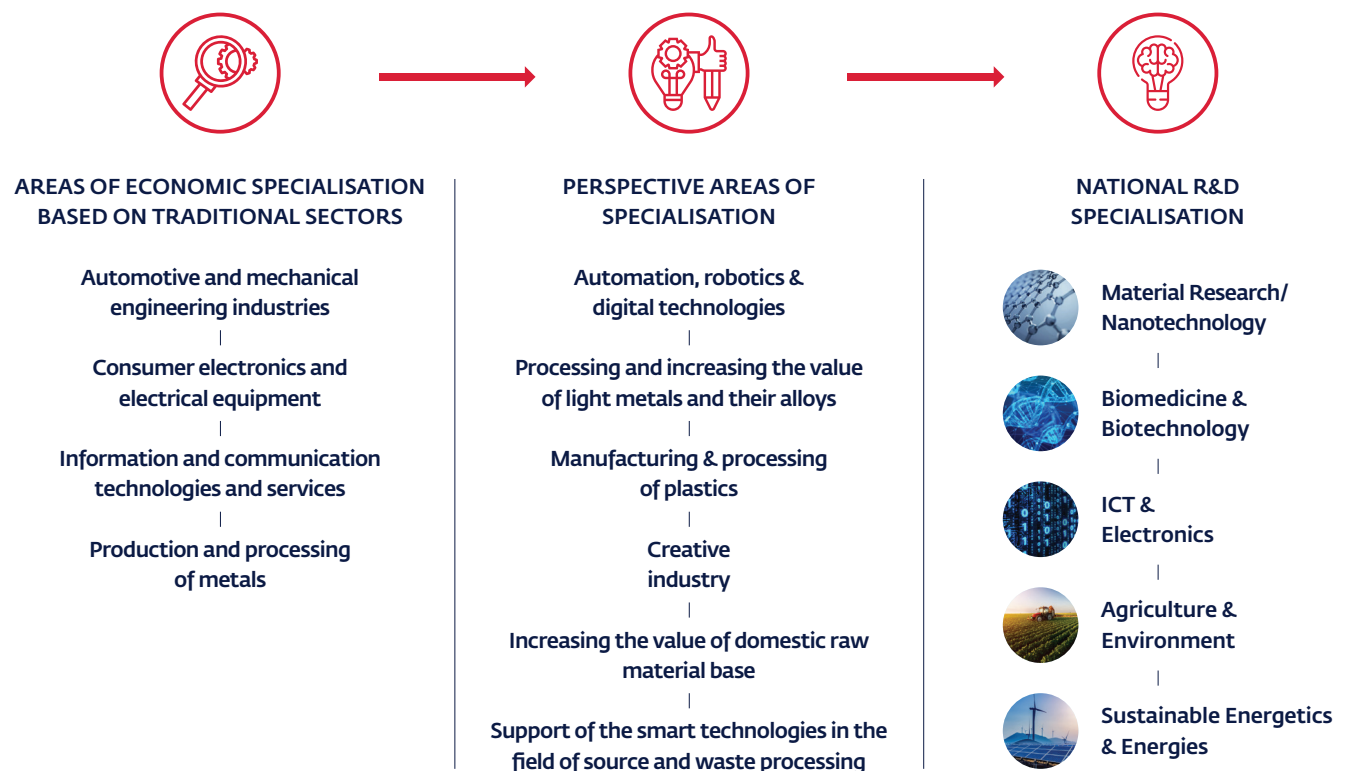 AREAS OF ECONOMIC SPECIALISATION
BASED ON TRADITIONAL SECTORS
Automotive and mechanical
engineering industries
Consumer electronics and
electrical equipment
Information and communication
technologies and services
Production and processing
of metals
PERSPECTIVE AREAS OF
SPECIALISATION
Automation, robotics &
digital technologies
Processing and increasing the value
of light metals and their alloys
Manufacturing & processing
of plastics
Creative
industry
Increasing the value of domestic raw
material base
Support of the smart technologies in the
field of source and waste processing
NATIONAL R&D
SPECIALISATION
Material Research/
Nanotechnology
Biomedicine &
Biotechnology
ICT &
Electronics
Agriculture &
Environment
Sustainable Energetics
& Energies